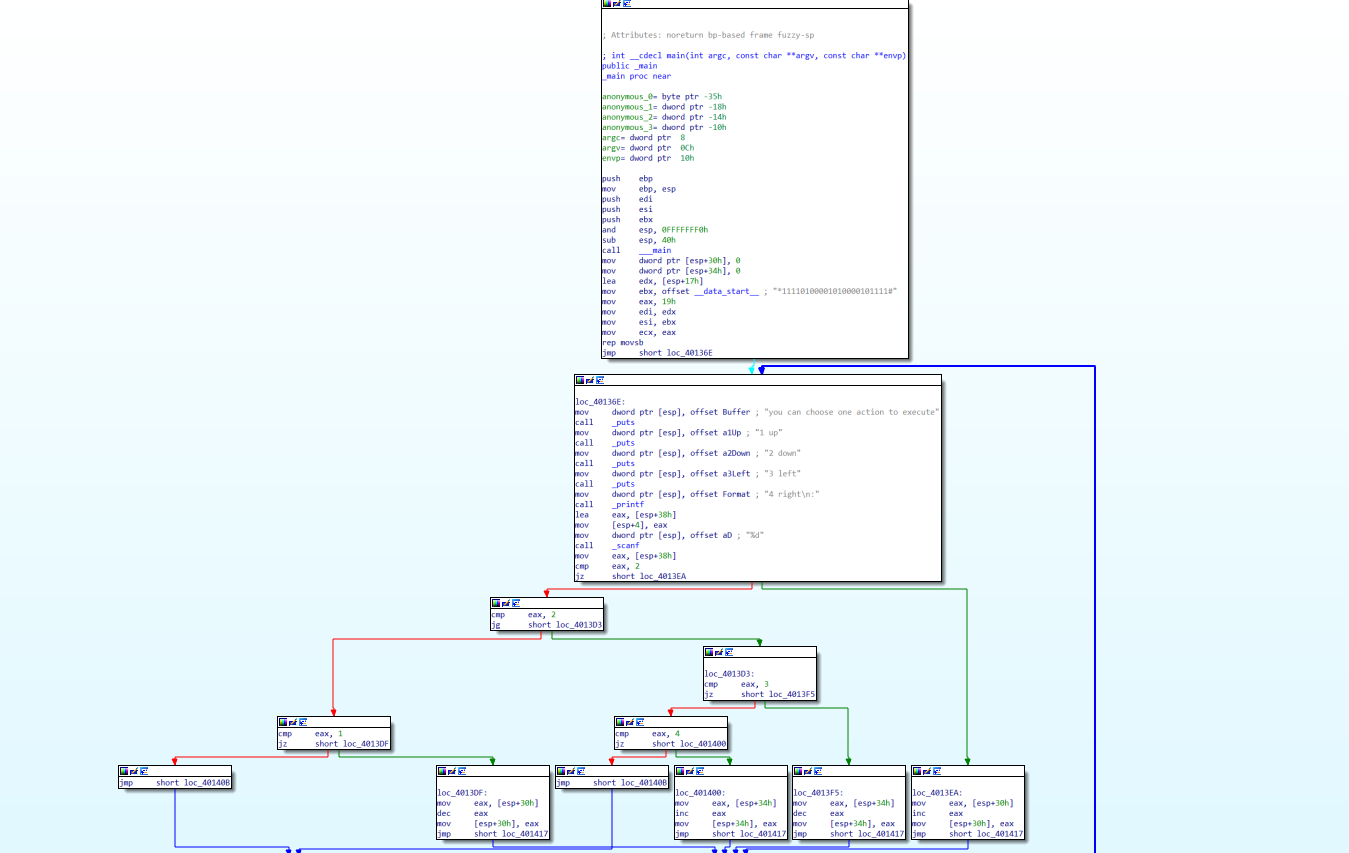 ; Attributes: noreturn bp-based frame fuzzy-sp
; int __cdecl main(int argc, const char **argv, const char **envp)
public _main
_main proc near
anonymous_0= byte ptr -35h
anonymous_1= dword ptr -18h
anonymous_2= dword ptr -14h
anonymous_3= dword ptr -10h
argc= dword ptr  8
argv= dword ptr  0Ch
envp= dword ptr  10h
push    ebp
mov     ebp, esp
push    edi
push    esi
push    ebx
and     esp, 0FFFFFFF0h
sub     esp, 40h
call    ___main
mov     dword ptr [esp+30h], 0
mov     dword ptr [esp+34h], 0
lea     edx, [esp+17h]
mov     ebx, offset __data_start__ ; "*11110100001010000101111#"
mov     eax, 19h
mov     edi, edx
mov     esi, ebx
mov     ecx, eax
rep movsb
jmp     short loc_40136E
loc_40136E:
mov     dword ptr [esp], offset Buffer ; "you can choose one action to execute"
call    _puts
mov     dword ptr [esp], offset a1Up ; "1 up"
call    _puts
mov     dword ptr [esp], offset a2Down ; "2 down"
call    _puts
mov     dword ptr [esp], offset a3Left ; "3 left"
call    _puts
mov     dword ptr [esp], offset Format ; "4 right\n:"
call    _printf
lea     eax, [esp+38h]
mov     [esp+4], eax
mov     dword ptr [esp], offset aD ; "%d"
call    _scanf
mov     eax, [esp+38h]
cmp     eax, 2
jz      short loc_4013EA
cmp     eax, 2
jg      short loc_4013D3
loc_4013D3:
cmp     eax, 3
jz      short loc_4013F5
cmp     eax, 1
jz      short loc_4013DF
cmp     eax, 4
jz      short loc_401400
jmp     short loc_40140B
loc_4013DF:
mov     eax, [esp+30h]
dec     eax
mov     [esp+30h], eax
jmp     short loc_401417
jmp     short loc_40140B
loc_401400:
mov     eax, [esp+34h]
inc     eax
mov     [esp+34h], eax
jmp     short loc_401417
loc_4013F5:
mov     eax, [esp+34h]
dec     eax
mov     [esp+34h], eax
jmp     short loc_401417
loc_4013EA:
mov     eax, [esp+30h]
inc     eax
mov     [esp+30h], eax
jmp     short loc_401417